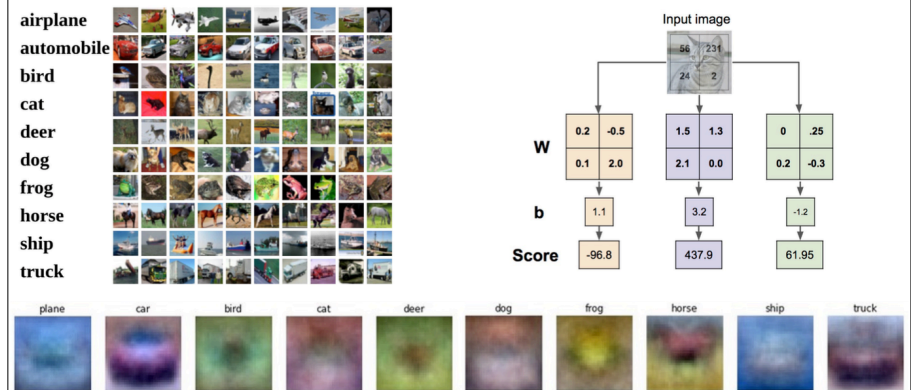 airplane
automobile
bird
cat
deer
dog
frog
horse
ship
truck
Input image
56 231
24 2
W
0.2 -0.5
0.1 2.0
1.5 1.3
2.1 0.0
0 .25
0.2 -0.3
b
1.1 3.2 -1.2
Score
-96.8 437.9 61.95
plane car bird cat deer dog frog horse ship truck